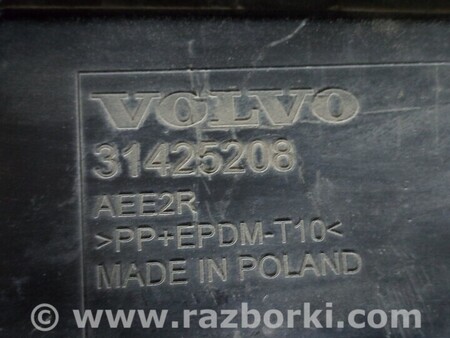 VOLVO
31425208
AEE2R
>PP+EPDM-T10<
MADE IN POLAND
© www.razborki.com